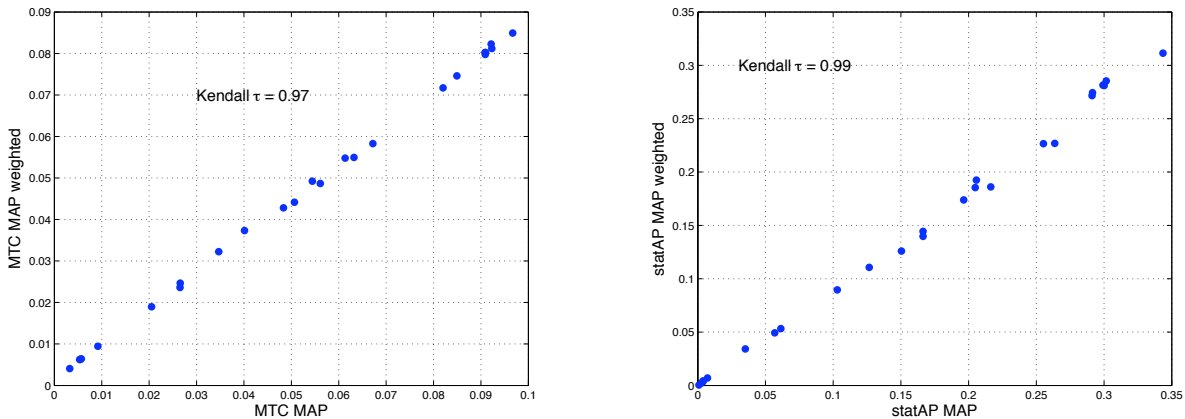 0.09
0.08
0.07
0.06
0.05
0.04
0.03
0.02
0.01
0
MTC MAP weighted
Kendall τ = 0.97
0 0.01 0.02 0.03 0.04 0.05 0.06 0.07 0.08 0.09 0.1
MTC MAP
0.35
0.3
0.25
0.2
0.15
0.1
0.05
0
statAP MAP weighted
Kendall τ = 0.99
0 0.05 0.1 0.15 0.2 0.25 0.3 0.35
statAP MAP